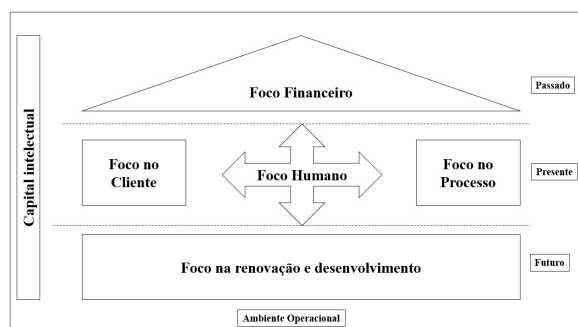 Capital intelectual
Foco Financeiro
Passado
Foco no
Cliente
Foco Humano
Foco no
Processo
Presente
Foco na renovação e desenvolvimento
Futuro
Ambiente Operacional